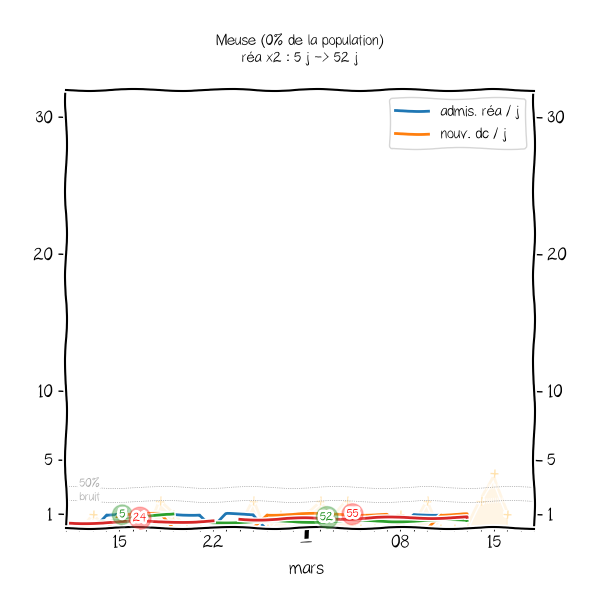 Meuse (0% de la population)
réa x2 : 5 j -> 52 j
admis. réa / j
nouv. dc / j
30 30
20 20
10 10
5 5
50%
bruit
1 5 24 52 55 1
15 22 1 08 15
mars